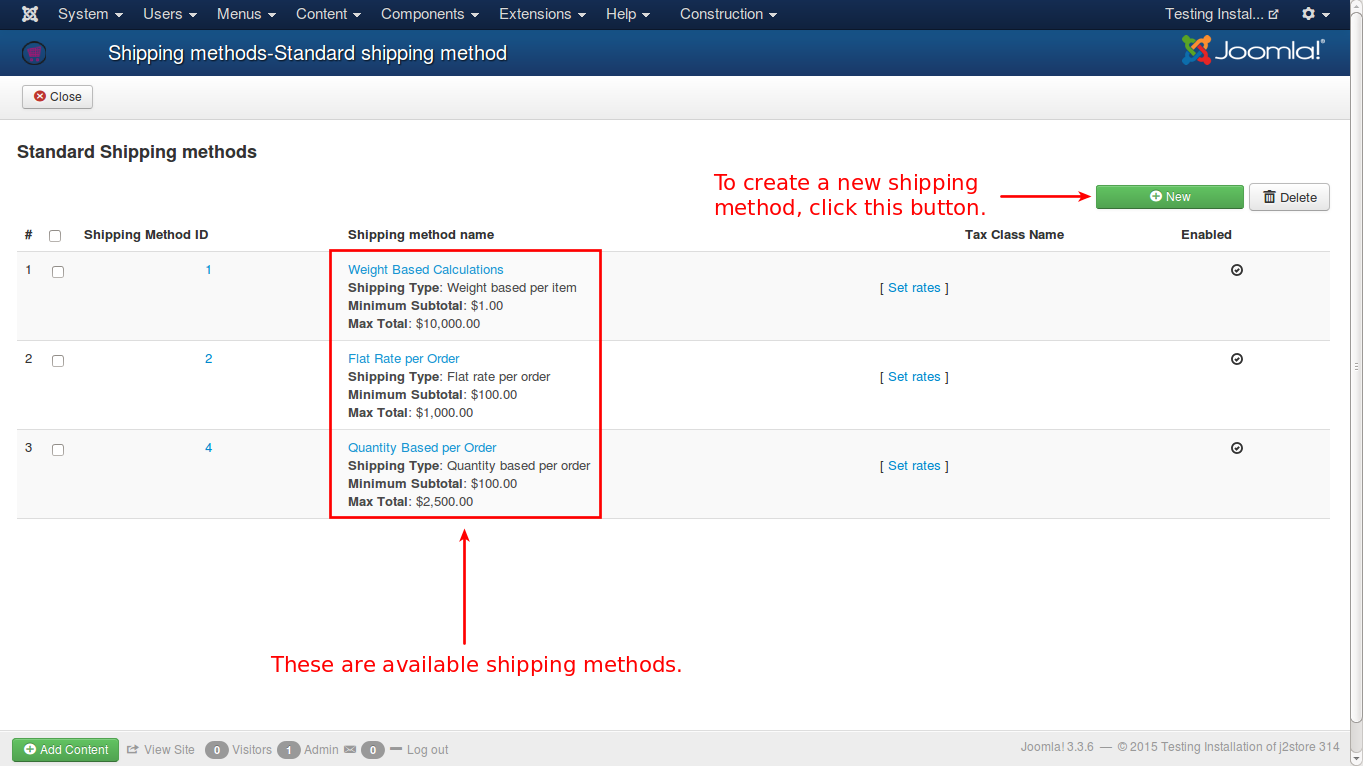 System Users Menus Content Components Extensions Help Construction Testing Instal...
Shipping methods-Standard shipping method
Joomla!®
Close
Standard Shipping methods
To create a new shipping
method, click this button.
New Delete
# Shipping Method ID Shipping method name Tax Class Name Enabled
1 1 Weight Based Calculations
Shipping Type: Weight based per item [ Set rates ]
Minimum Subtotal: $1.00
Max Total: $10,000.00
2 2 Flat Rate per Order
Shipping Type: Flat rate per order [ Set rates ]
Minimum Subtotal: $100.00
Max Total: $1,000.00
3 4 Quantity Based per Order
Shipping Type: Quantity based per order [ Set rates ]
Minimum Subtotal: $100.00
Max Total: $2,500.00
These are available shipping methods.
Add Content View Site 0 Visitors 1 Admin 0 Log out Joomla! 3.3.6 — © 2015 Testing Installation of j2store 314